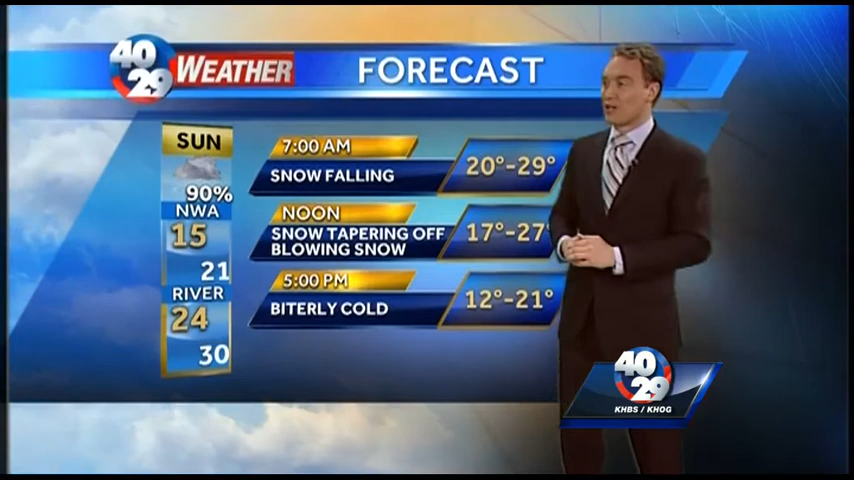 40
29
WEATHER
FORECAST
SUN
90%
NWA
15
21
RIVER
24
30
7:00 AM
SNOW FALLING
20°-29°
NOON
SNOW TAPERING OFF
BLOWING SNOW
17°-27°
5:00 PM
BITERLY COLD
12°-21°
40
29
KHBS / KHOG